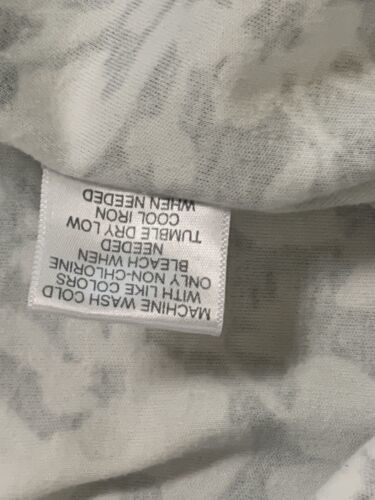 MACHINE WASH COLD
WITH LIKE COLORS
ONLY NON-CHLORINE
BLEACH WHEN
NEEDED
TUMBLE DRY LOW
COOL IRON
WHEN NEEDED